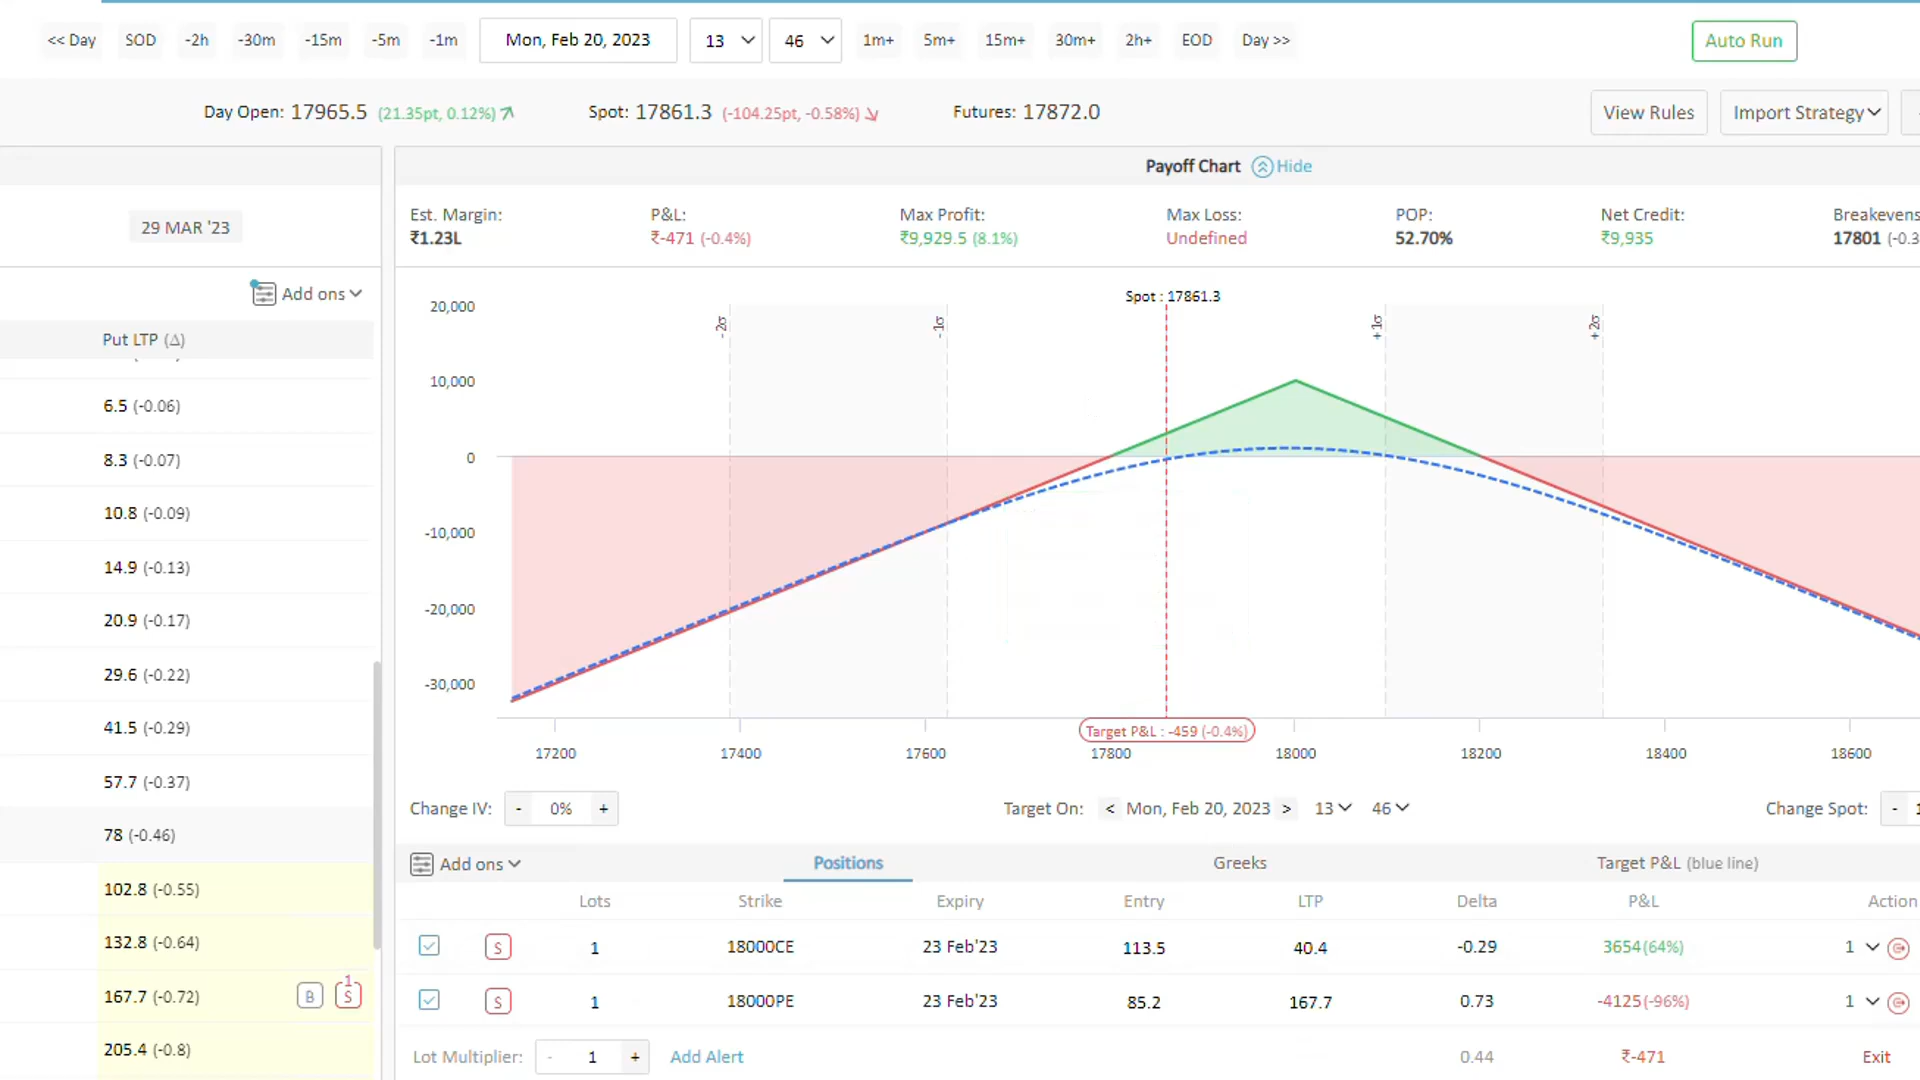 << Day SOD -2h -30m -15m -5m -1m Mon, Feb 20, 2023 13 46 1m+ 5m+ 15m+ 30m+ 2h+ EOD Day >> Auto Run
Day Open: 17965.5 (21.35pt, 0.12%) Spot: 17861.3 (-104.25pt, -0.58%) Futures: 17872.0 View Rules Import Strategy
Payoff Chart Hide
29 MAR '23
Add ons
Put LTP (Δ)
6.5 (-0.06)
8.3 (-0.07)
10.8 (-0.09)
14.9 (-0.13)
20.9 (-0.17)
29.6 (-0.22)
41.5 (-0.29)
57.7 (-0.37)
78 (-0.46)
102.8 (-0.55)
132.8 (-0.64)
167.7 (-0.72) B S 1
205.4 (-0.8)
Est. Margin: P&L: Max Profit: Max Loss: POP: Net Credit: Breakevens
₹1.23L ₹-471 (-0.4%) ₹9,929.5 (8.1%) Undefined 52.70% ₹9,935 17801 (-0.3
Spot : 17861.3
-2σ -1σ +1σ +2σ
20,000
10,000
0
-10,000
-20,000
-30,000
Target P&L : -459 (-0.4%)
17200 17400 17600 17800 18000 18200 18400 18600
Change IV: - 0% + Target On: < Mon, Feb 20, 2023 > 13 46 Change Spot: - 1
Add ons Positions Greeks Target P&L (blue line)
Lots Strike Expiry Entry LTP Delta P&L Action
S 1 18000CE 23 Feb'23 113.5 40.4 -0.29 3654(64%) 1
S 1 18000PE 23 Feb'23 85.2 167.7 0.73 -4125(-96%) 1
Lot Multiplier: - 1 + Add Alert 0.44 ₹-471 Exit